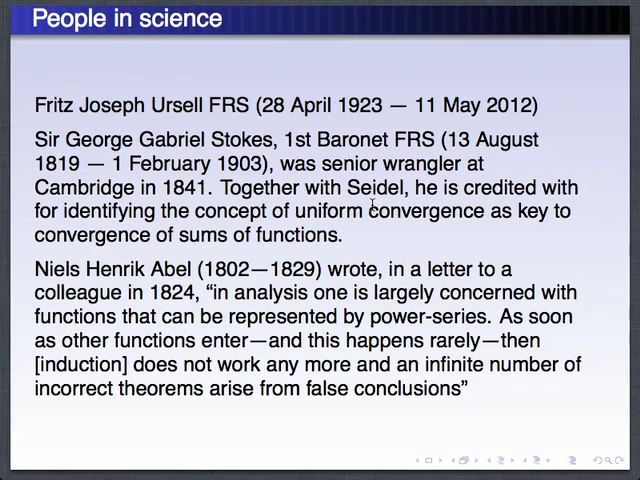 People in science
Fritz Joseph Ursell FRS (28 April 1923 — 11 May 2012)
Sir George Gabriel Stokes, 1st Baronet FRS (13 August
1819 — 1 February 1903), was senior wrangler at
Cambridge in 1841. Together with Seidel, he is credited with
for identifying the concept of uniform convergence as key to
convergence of sums of functions.
Niels Henrik Abel (1802—1829) wrote, in a letter to a
colleague in 1824, “in analysis one is largely concerned with
functions that can be represented by power-series. As soon
as other functions enter—and this happens rarely—then
[induction] does not work any more and an infinite number of
incorrect theorems arise from false conclusions”